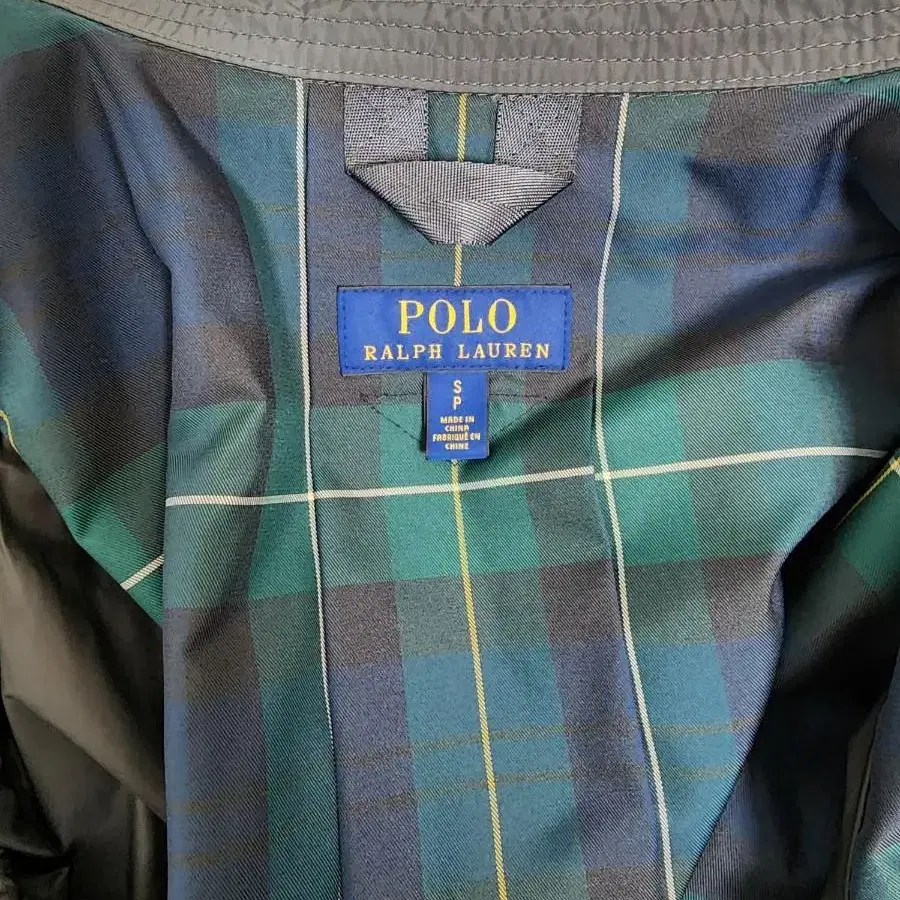 POLO
RALPH LAUREN
S
P
MADE IN
CHINA
FABRIQUÉ EN
CHINE